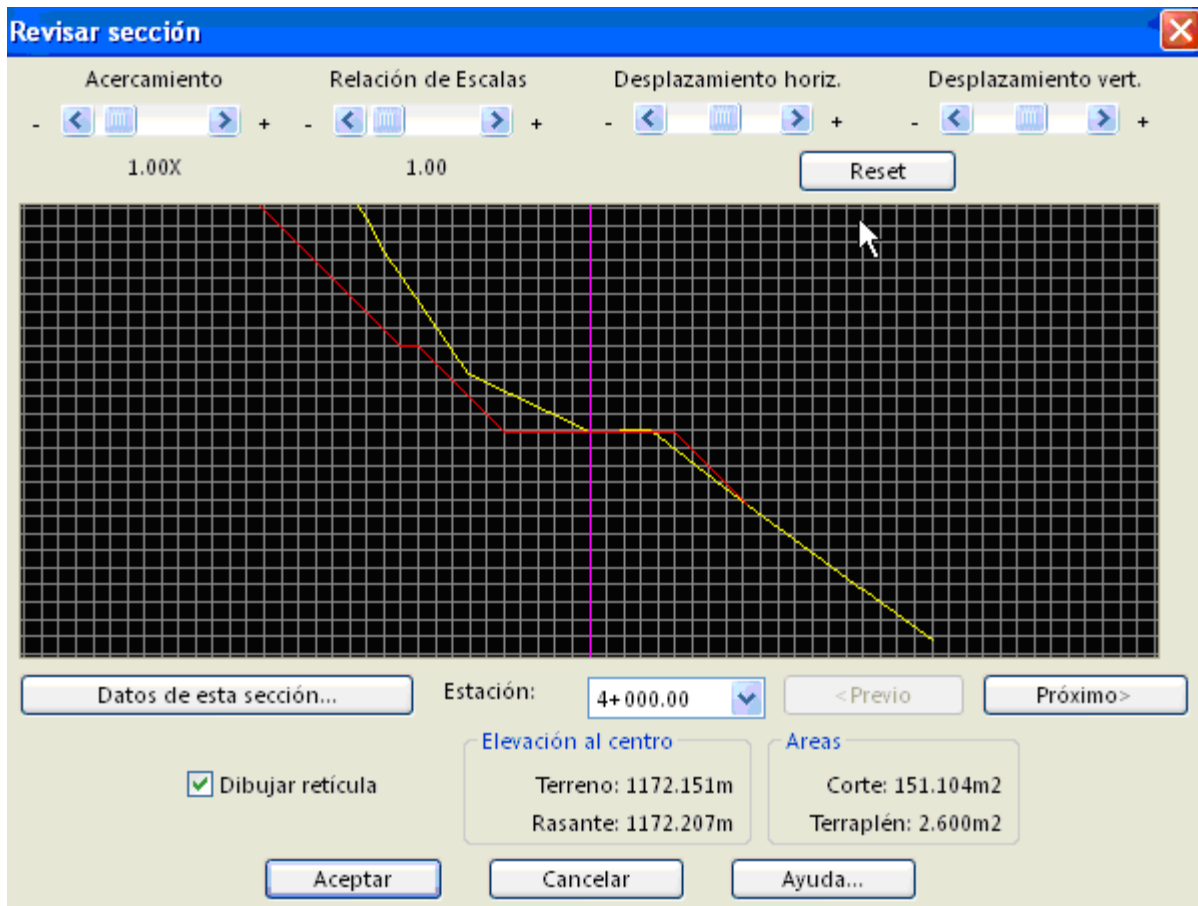 Revisar sección
Acercamiento
Relación de Escalas
Desplazamiento horiz.
Desplazamiento vert.
- +
- +
- +
- +
1.00X
1.00
Reset
Datos de esta sección...
Estación:
4+000.00
<Previo
Próximo>
Elevación al centro
Areas
Dibujar retícula
Terreno: 1172.151m
Corte: 151.104m2
Rasante: 1172.207m
Terraplén: 2.600m2
Aceptar
Cancelar
Ayuda...